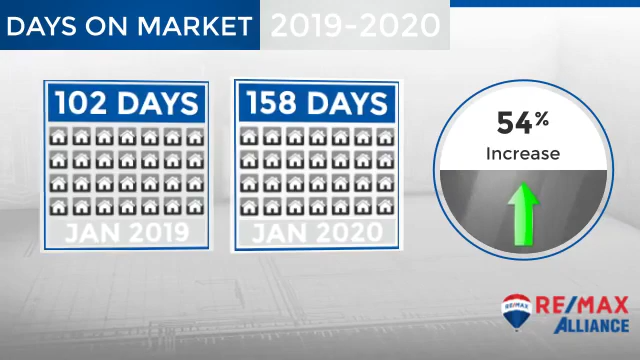 DAYS ON MARKET 2019-2020
102 DAYS
JAN 2019
158 DAYS
JAN 2020
54%
Increase
RE/MAX
RE/MAX
ALLIANCE